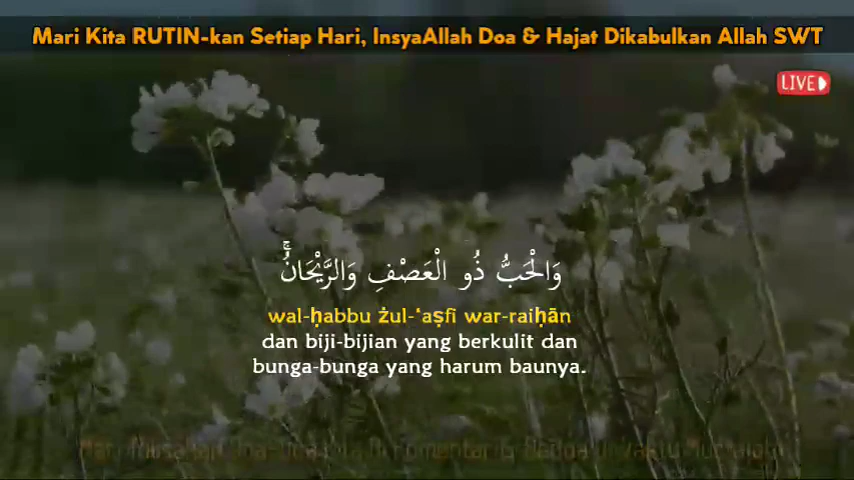 Mari Kita RUTIN-kan Setiap Hari, InsyaAllah Doa & Hajat Dikabulkan Allah SWT
LIVE
وَالْحَبُّ ذُو الْعَصْفِ وَالرَّيْحَانُۚ
wal-ḥabbu żul-‘aṣfi war-raiḥān
dan biji-bijian yang berkulit dan
bunga-bunga yang harum baunya.